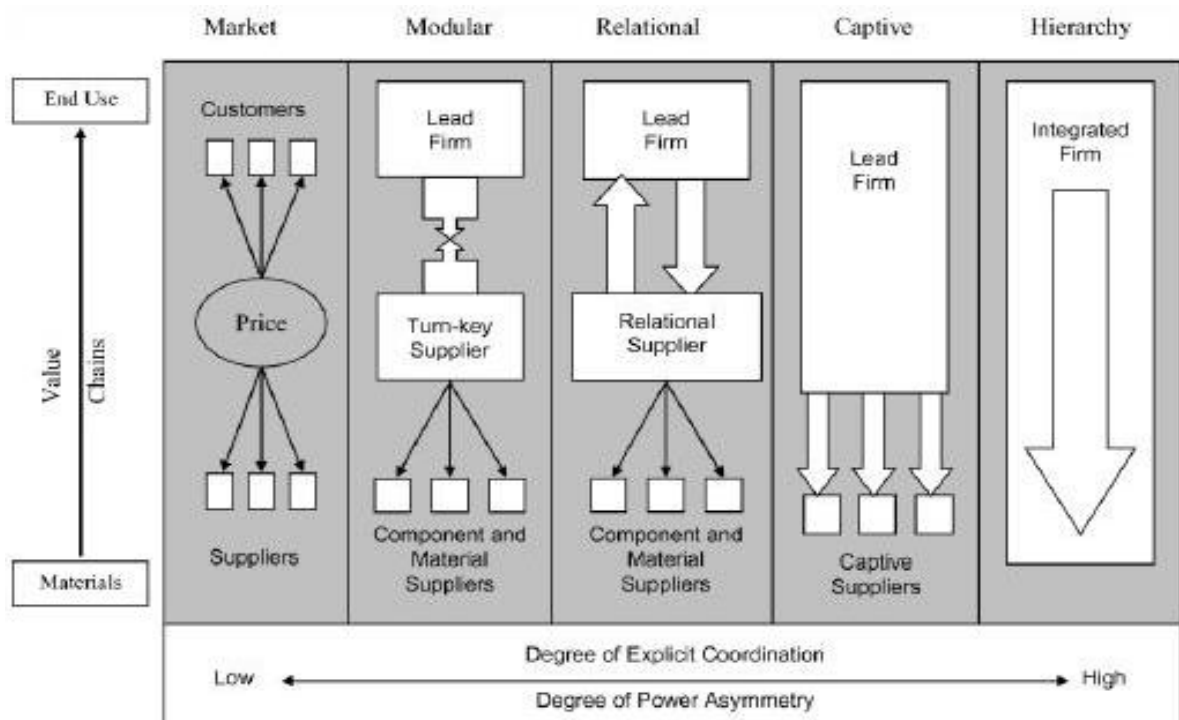 Market
Modular
Relational
Captive
Hierarchy
End Use
Value
Chains
Materials
Customers
Price
Suppliers
Lead
Firm
Turn-key
Supplier
Component and
Material
Suppliers
Lead
Firm
Relational
Supplier
Component and
Material
Suppliers
Lead
Firm
Captive
Suppliers
Integrated
Firm
Degree of Explicit Coordination
Low
High
Degree of Power Asymmetry